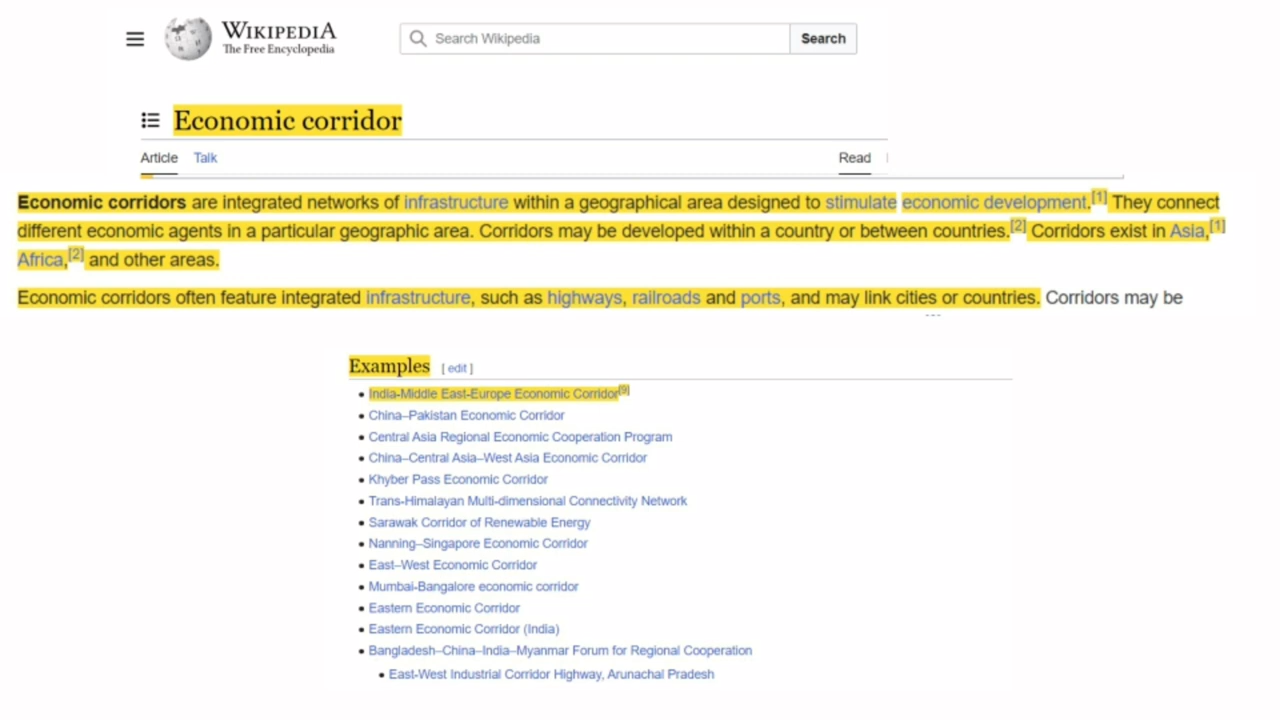 WIKIPEDIA
The Free Encyclopedia
Search Wikipedia
Search
Economic corridor
Article Talk Read
Economic corridors are integrated networks of infrastructure within a geographical area designed to stimulate economic development.[1] They connect
different economic agents in a particular geographic area. Corridors may be developed within a country or between countries.[2] Corridors exist in Asia,[1]
Africa,[2] and other areas.
Economic corridors often feature integrated infrastructure, such as highways, railroads and ports, and may link cities or countries. Corridors may be
Examples [ edit ]
• India-Middle East-Europe Economic Corridor[9]
• China–Pakistan Economic Corridor
• Central Asia Regional Economic Cooperation Program
• China–Central Asia–West Asia Economic Corridor
• Khyber Pass Economic Corridor
• Trans-Himalayan Multi-dimensional Connectivity Network
• Sarawak Corridor of Renewable Energy
• Nanning–Singapore Economic Corridor
• East–West Economic Corridor
• Mumbai-Bangalore economic corridor
• Eastern Economic Corridor
• Eastern Economic Corridor (India)
• Bangladesh–China–India–Myanmar Forum for Regional Cooperation
• East-West Industrial Corridor Highway, Arunachal Pradesh